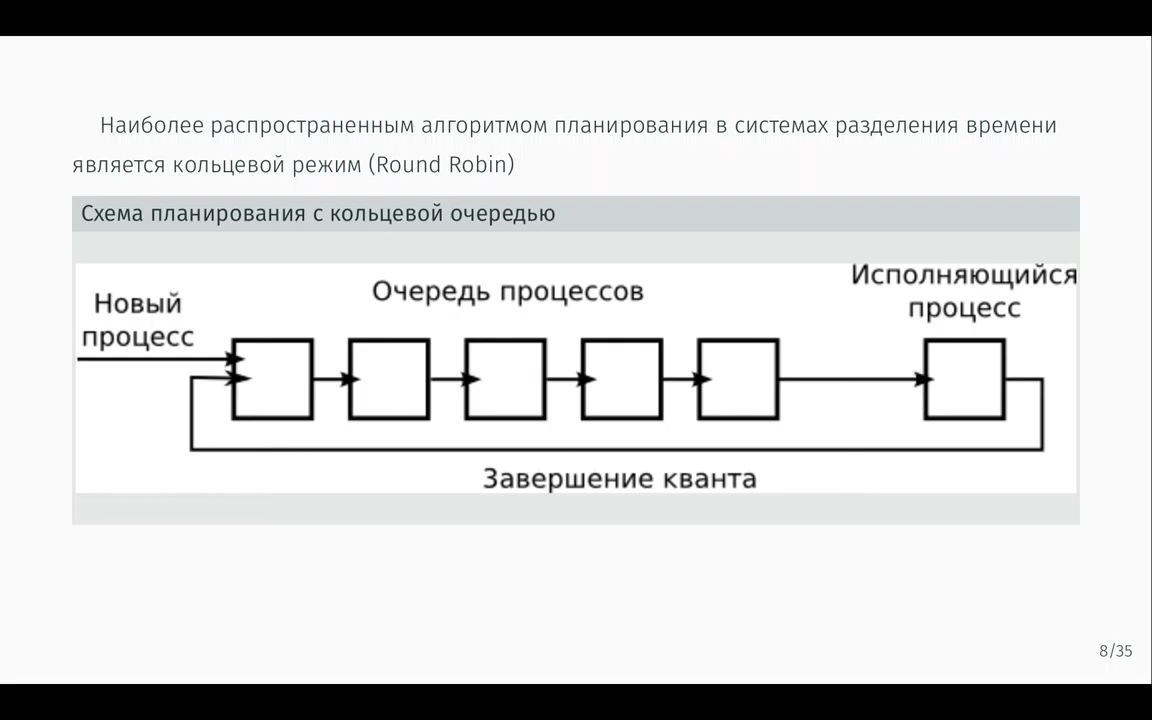 Наиболее распространенным алгоритмом планирования в системах разделения времени
является кольцевой режим (Round Robin)
Схема планирования с кольцевой очередью
Новый
процесс
Очередь процессов
Исполняющийся
процесс
Завершение кванта
8/35